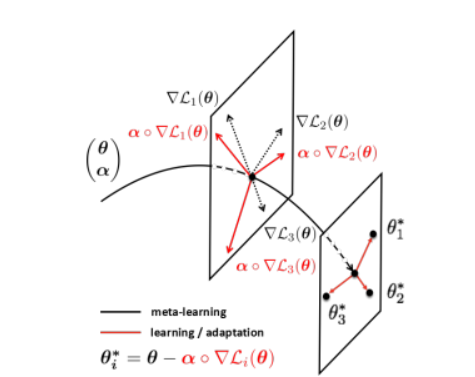 ∇ℒ₁(θ)
∇ℒ₂(θ)
α ∘ ∇ℒ₁(θ)
α ∘ ∇ℒ₂(θ)
(θ
α)
∇ℒ₃(θ)
α ∘ ∇ℒ₃(θ)
θ₁*
θ₂*
θ₃*
meta-learning
learning / adaptation
θᵢ* = θ − α ∘ ∇ℒᵢ(θ)